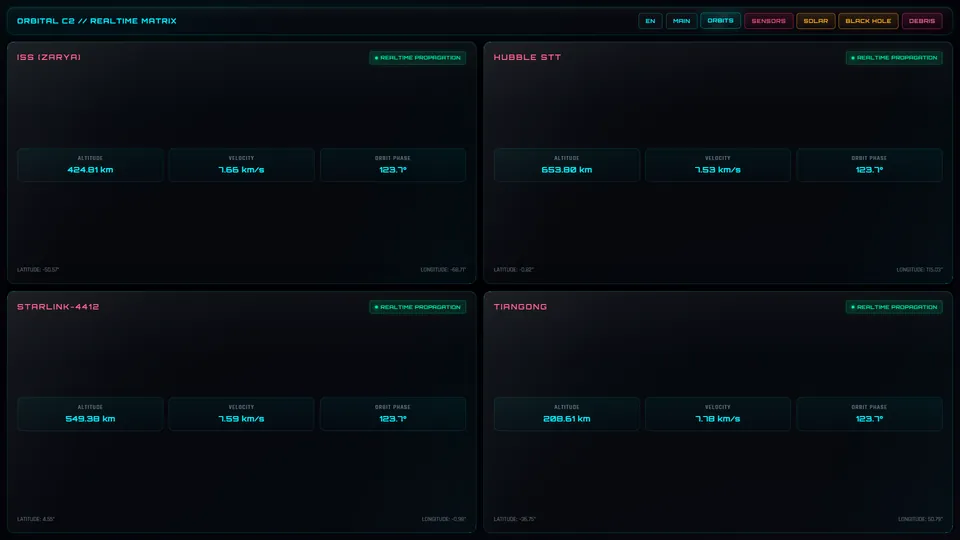 ORBITAL C2 // REALTIME MATRIX
EN MAIN ORBITS SENSORS SOLAR BLACK HOLE DEBRIS
ISS (ZARYA)
REALTIME PROPAGATION
ALTITUDE VELOCITY ORBIT PHASE
424.81 km 7.66 km/s 123.7°
LATITUDE: -50.57° LONGITUDE: -66.71°
HUBBLE STT
REALTIME PROPAGATION
ALTITUDE VELOCITY ORBIT PHASE
653.80 km 7.53 km/s 123.7°
LATITUDE: -0.82° LONGITUDE: 115.03°
STARLINK-4412
REALTIME PROPAGATION
ALTITUDE VELOCITY ORBIT PHASE
549.38 km 7.59 km/s 123.7°
LATITUDE: 4.55° LONGITUDE: -0.96°
TIANGONG
REALTIME PROPAGATION
ALTITUDE VELOCITY ORBIT PHASE
208.61 km 7.78 km/s 123.7°
LATITUDE: -36.75° LONGITUDE: 50.79°